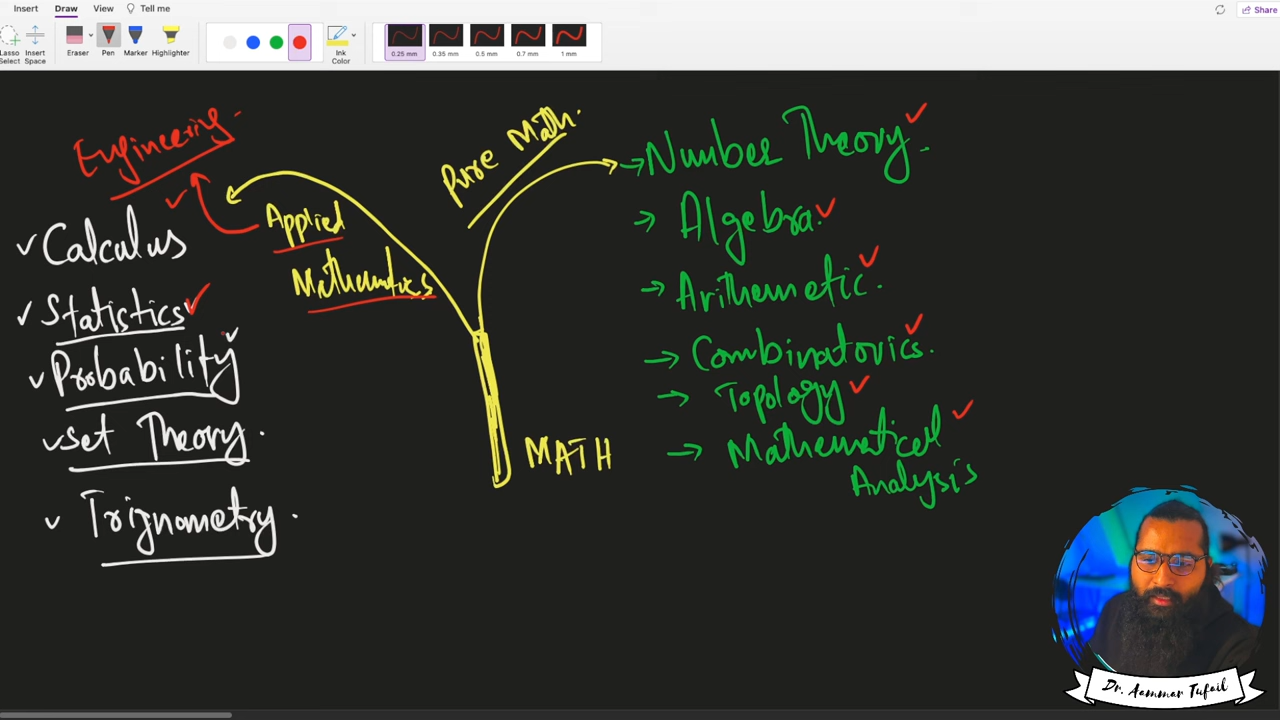 Insert Draw View Tell me
Share
Lasso Select
Insert Space
Eraser
Pen
Marker
Highlighter
Ink Color
0.25 mm
0.35 mm
0.5 mm
0.7 mm
1 mm
Engineering.
Calculus
Statistics
Probability
Set Theory.
Trignometry.
Applied
Mathematics
Pure Math.
MATH
Number Theory.
Algebra.
Arithemetic.
Combinatorics.
Topology
Mathematical
Analysis
Dr. Aammar Tufail